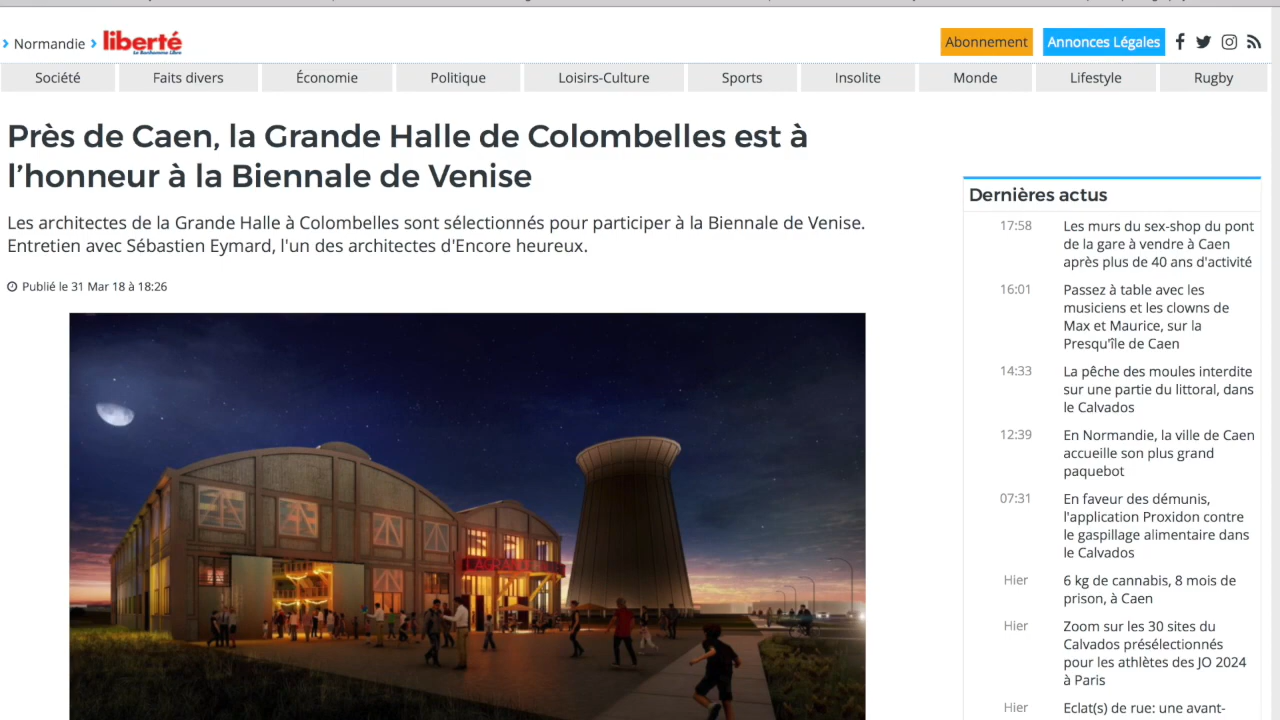 Normandie
liberté
Le Bonhomme Libre
Abonnement
Annonces Légales
Société
Faits divers
Économie
Politique
Loisirs-Culture
Sports
Insolite
Monde
Lifestyle
Rugby
Près de Caen, la Grande Halle de Colombelles est à
l’honneur à la Biennale de Venise
Les architectes de la Grande Halle à Colombelles sont sélectionnés pour participer à la Biennale de Venise.
Entretien avec Sébastien Eymard, l'un des architectes d'Encore heureux.
Publié le 31 Mar 18 à 18:26
Dernières actus
17:58
Les murs du sex-shop du pont
de la gare à vendre à Caen
après plus de 40 ans d'activité
16:01
Passez à table avec les
musiciens et les clowns de
Max et Maurice, sur la
Presqu'île de Caen
14:33
La pêche des moules interdite
sur une partie du littoral, dans
le Calvados
12:39
En Normandie, la ville de Caen
accueille son plus grand
paquebot
07:31
En faveur des démunis,
l'application Proxidon contre
le gaspillage alimentaire dans
le Calvados
Hier
6 kg de cannabis, 8 mois de
prison, à Caen
Hier
Zoom sur les 30 sites du
Calvados présélectionnés
pour les athlètes des JO 2024
à Paris
Hier
Eclat(s) de rue: une avant-